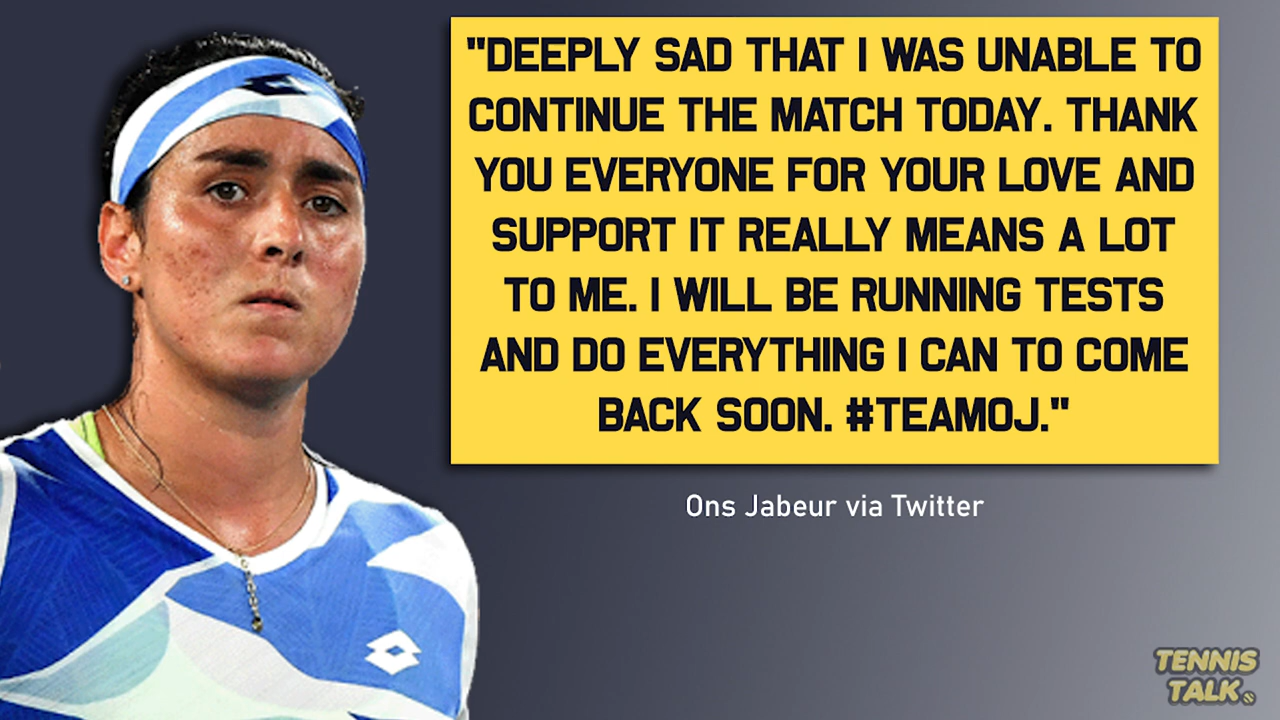 "DEEPLY SAD THAT I WAS UNABLE TO
CONTINUE THE MATCH TODAY. THANK
YOU EVERYONE FOR YOUR LOVE AND
SUPPORT IT REALLY MEANS A LOT
TO ME. I WILL BE RUNNING TESTS
AND DO EVERYTHING I CAN TO COME
BACK SOON. #TEAMOJ."
Ons Jabeur via Twitter
TENNIS
TALK